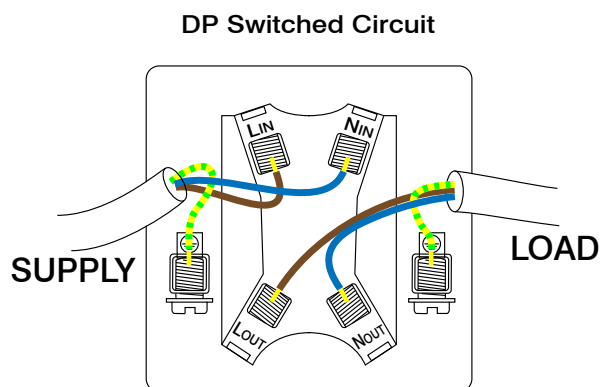 DP Switched Circuit
LIN
NIN
SUPPLY
LOAD
LOUT
NOUT